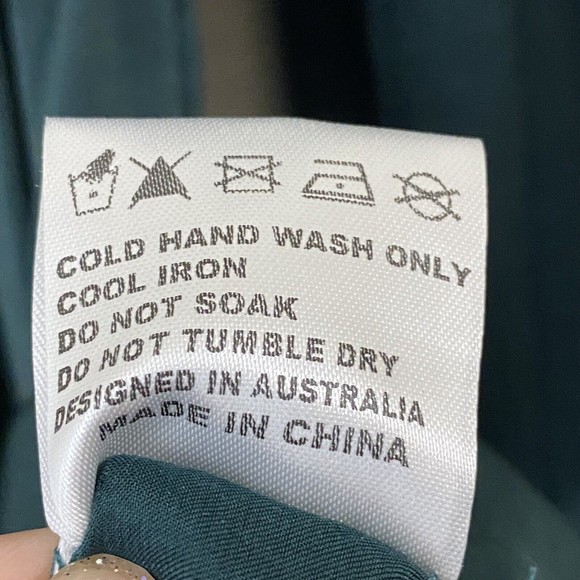 COLD HAND WASH ONLY
COOL IRON
DO NOT SOAK
DO NOT TUMBLE DRY
DESIGNED IN AUSTRALIA
MADE IN CHINA